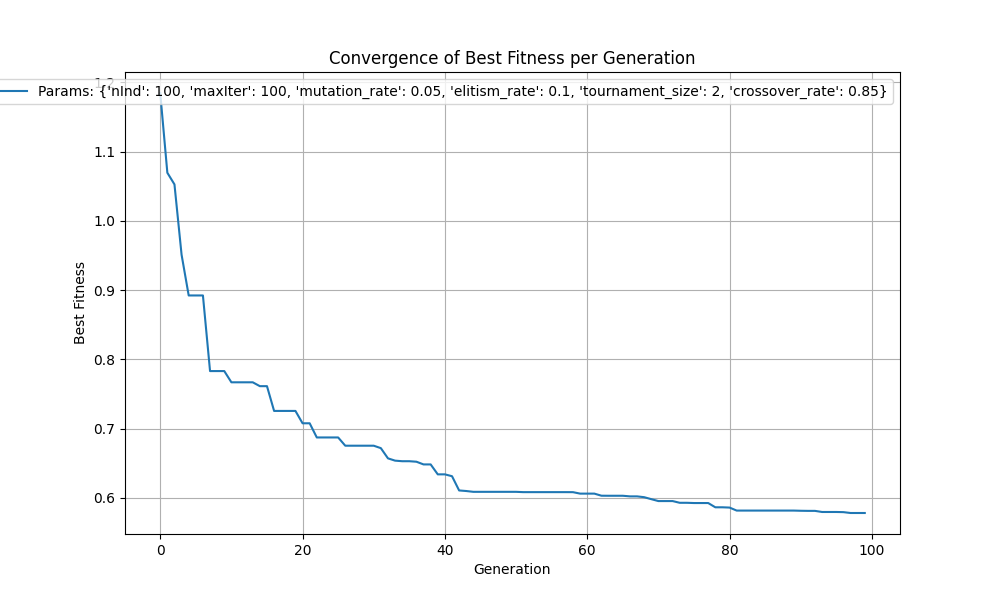 Convergence of Best Fitness per Generation
Params: {'nInd': 100, 'maxIter': 100, 'mutation_rate': 0.05, 'elitism_rate': 0.1, 'tournament_size': 2, 'crossover_rate': 0.85}
1.2
1.1
1.0
0.9
0.8
0.7
0.6
Best Fitness
0 20 40 60 80 100
Generation